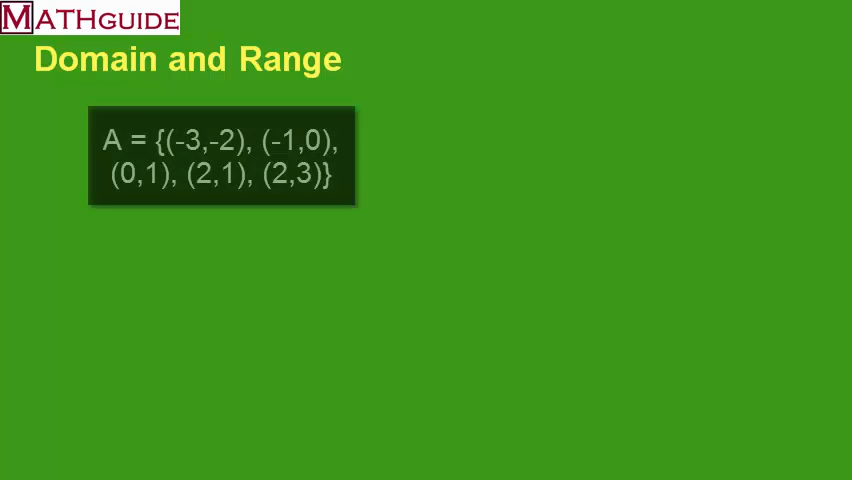 MATHGUIDE
Domain and Range
A = {(-3,-2), (-1,0),
(0,1), (2,1), (2,3)}